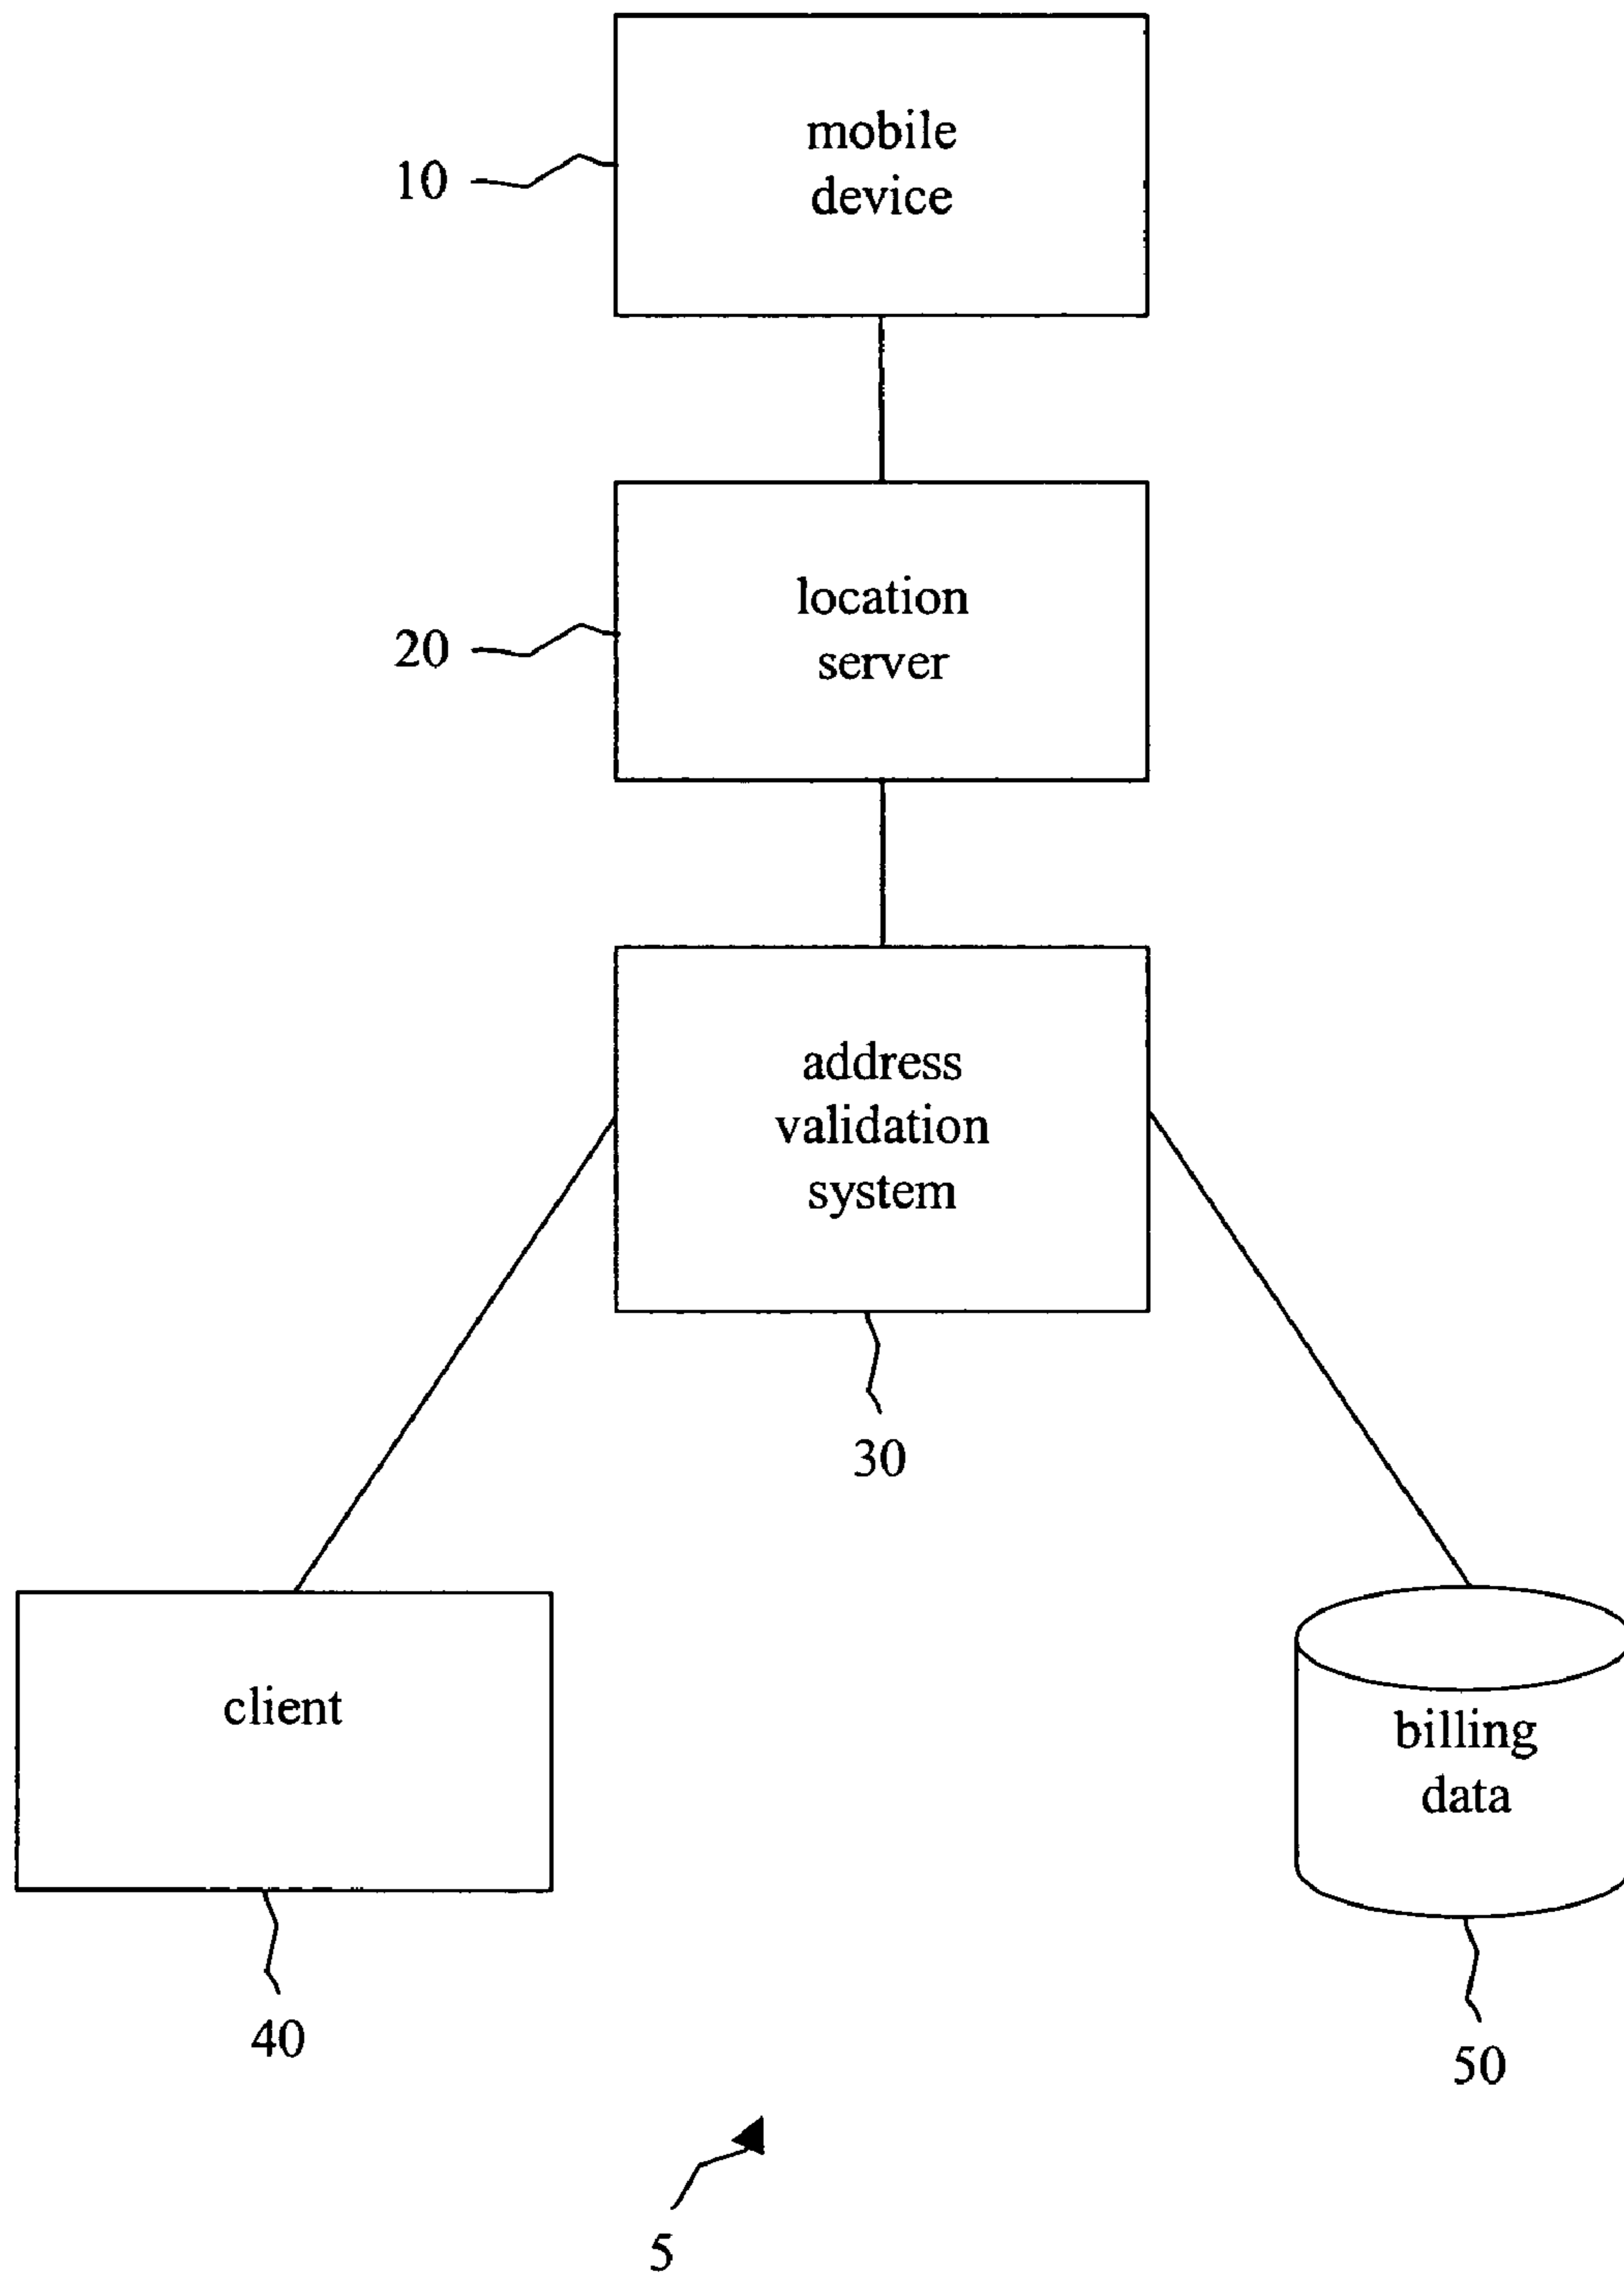 mobile
device
10
location
server
20
address
validation
system
30
client
billing
data
40
50
5